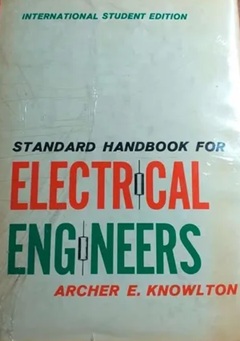 INTERNATIONAL STUDENT EDITION
STANDARD HANDBOOK FOR
ELECTRICAL
ENGINEERS
ARCHER E. KNOWLTON